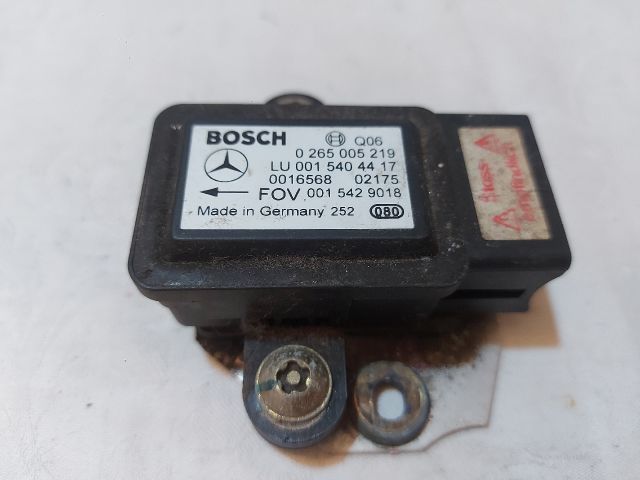 BOSCH Q06
0 265 005 219
LU 001 540 44 17
0016568 02175
FOV 001 542 9018
Made in Germany 252 080